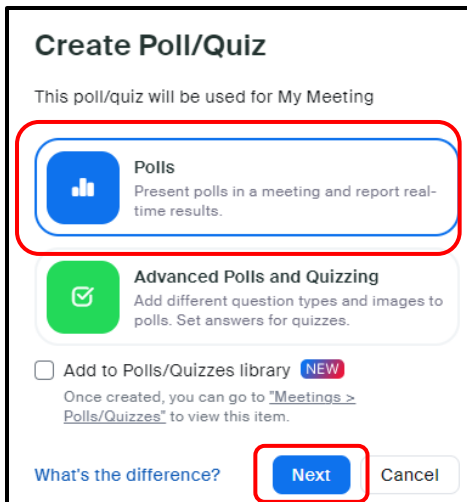 Create Poll/Quiz
This poll/quiz will be used for My Meeting
Polls
Present polls in a meeting and report real-
time results.
Advanced Polls and Quizzing
Add different question types and images to
polls. Set answers for quizzes.
Add to Polls/Quizzes library NEW
Once created, you can go to "Meetings >
Polls/Quizzes" to view this item.
What's the difference? Next Cancel